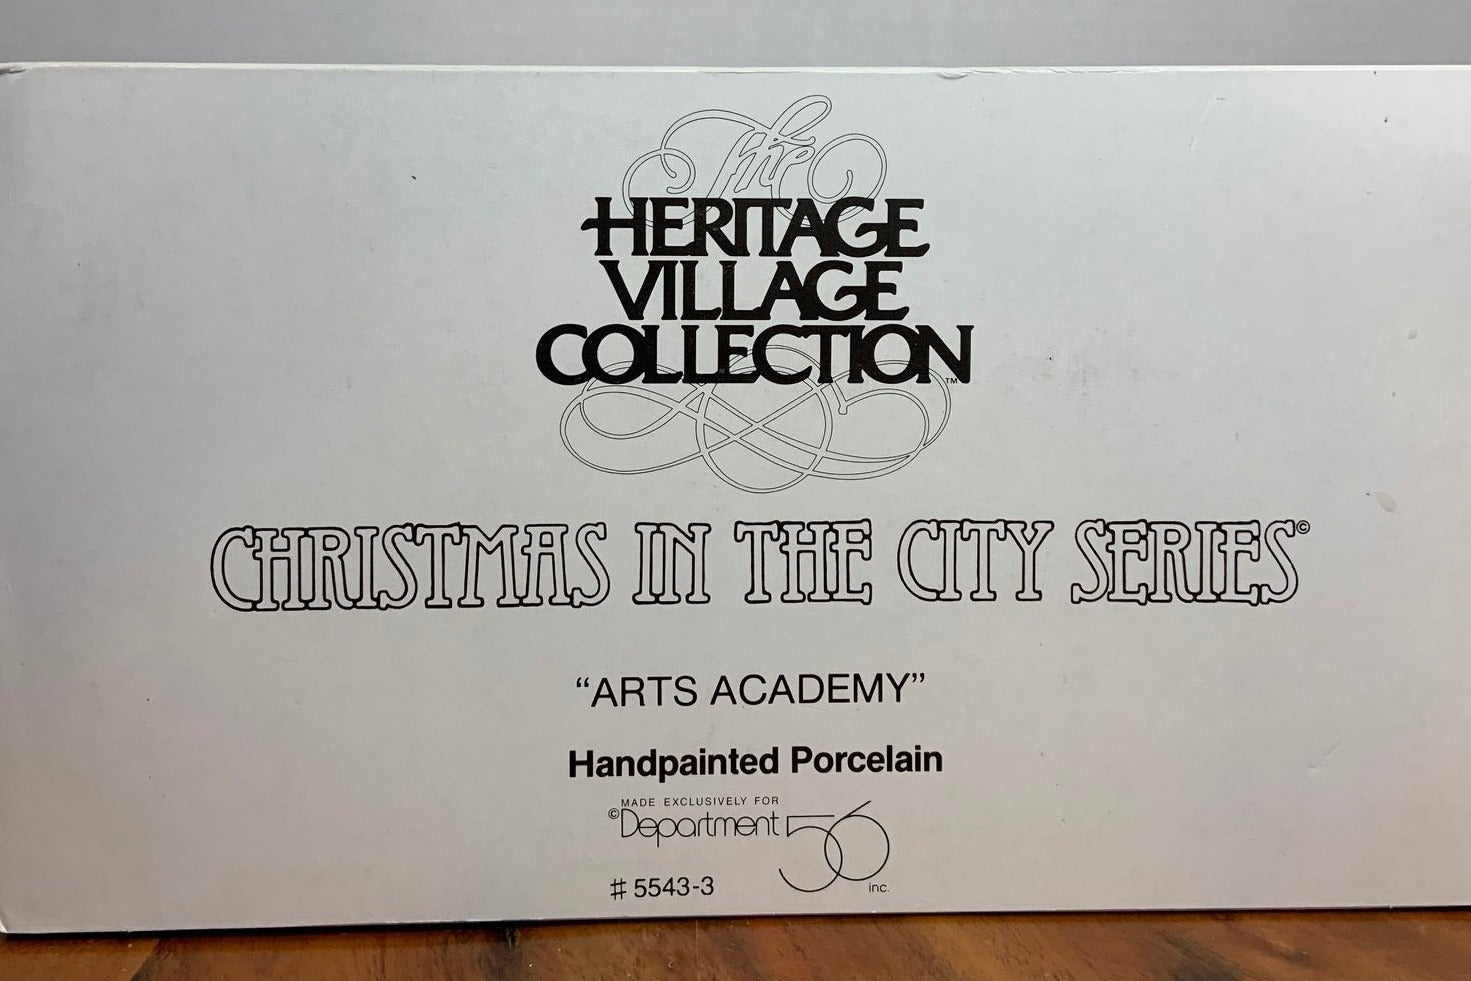 The
HERITAGE
VILLAGE
COLLECTION™
CHRISTMAS IN THE CITY SERIES©
“ARTS ACADEMY”
Handpainted Porcelain
MADE EXCLUSIVELY FOR
©Department 56 inc.
# 5543-3